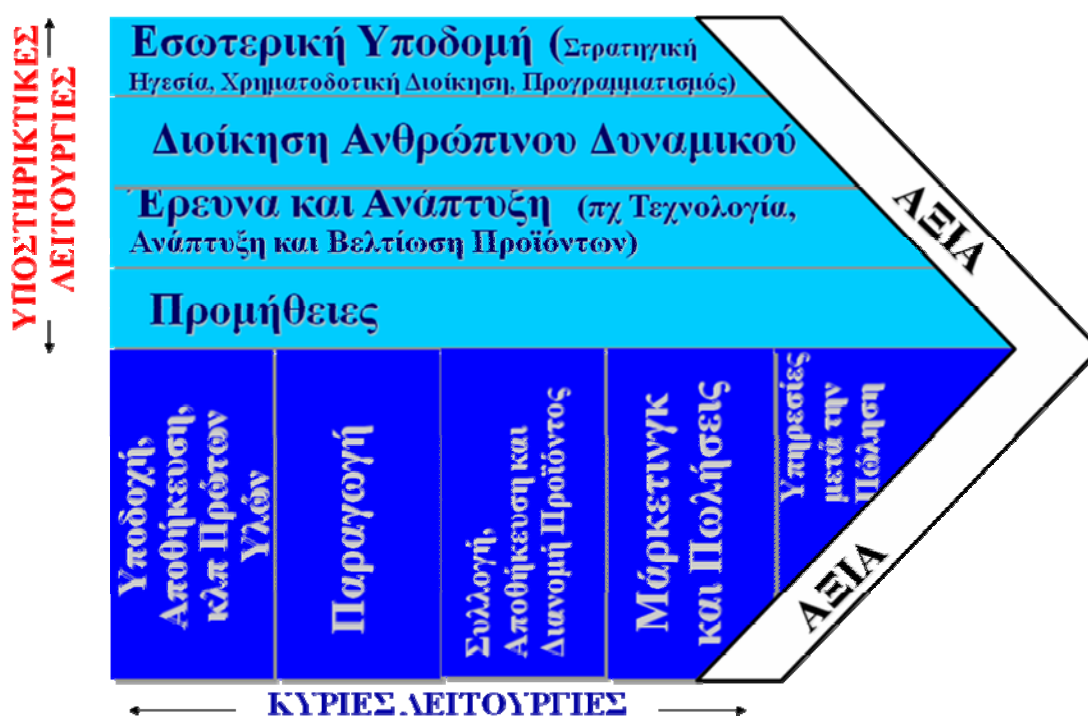 ΥΠΟΣΤΗΡΙΚΤΙΚΕΣ
ΛΕΙΤΟΥΡΓΙΕΣ
Εσωτερική Υποδομή (Στρατηγική
Ηγεσία, Χρηματοδοτική Διοίκηση, Προγραμματισμός)
Διοίκηση Ανθρώπινου Δυναμικού
Έρευνα και Ανάπτυξη (πχ Τεχνολογία,
Ανάπτυξη και Βελτίωση Προϊόντων)
Προμήθειες
ΑΞΙΑ
Υποδοχή,
Αποθήκευση,
κλπ Πρώτων
Υλών
Παραγωγή
Συλλογή,
Αποθήκευση και
Διανομή Προϊόντος
Μάρκετινγκ
και Πωλήσεις
Υπηρεσίες
μετά την
Πώληση
ΑΞΙΑ
ΚΥΡΙΕΣ ΛΕΙΤΟΥΡΓΙΕΣ